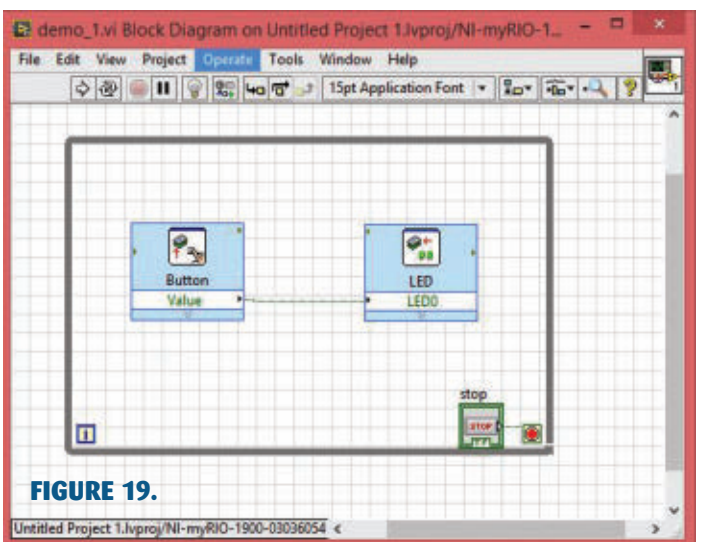 demo_1.vi Block Diagram on Untitled Project 1.lvproj/NI-myRIO-1...
File Edit View Project Operate Tools Window Help
15pt Application Font
Button
Value
LED
LED0
stop
STOP
i
FIGURE 19.
Untitled Project 1.lvproj/NI-myRIO-1900-03036054